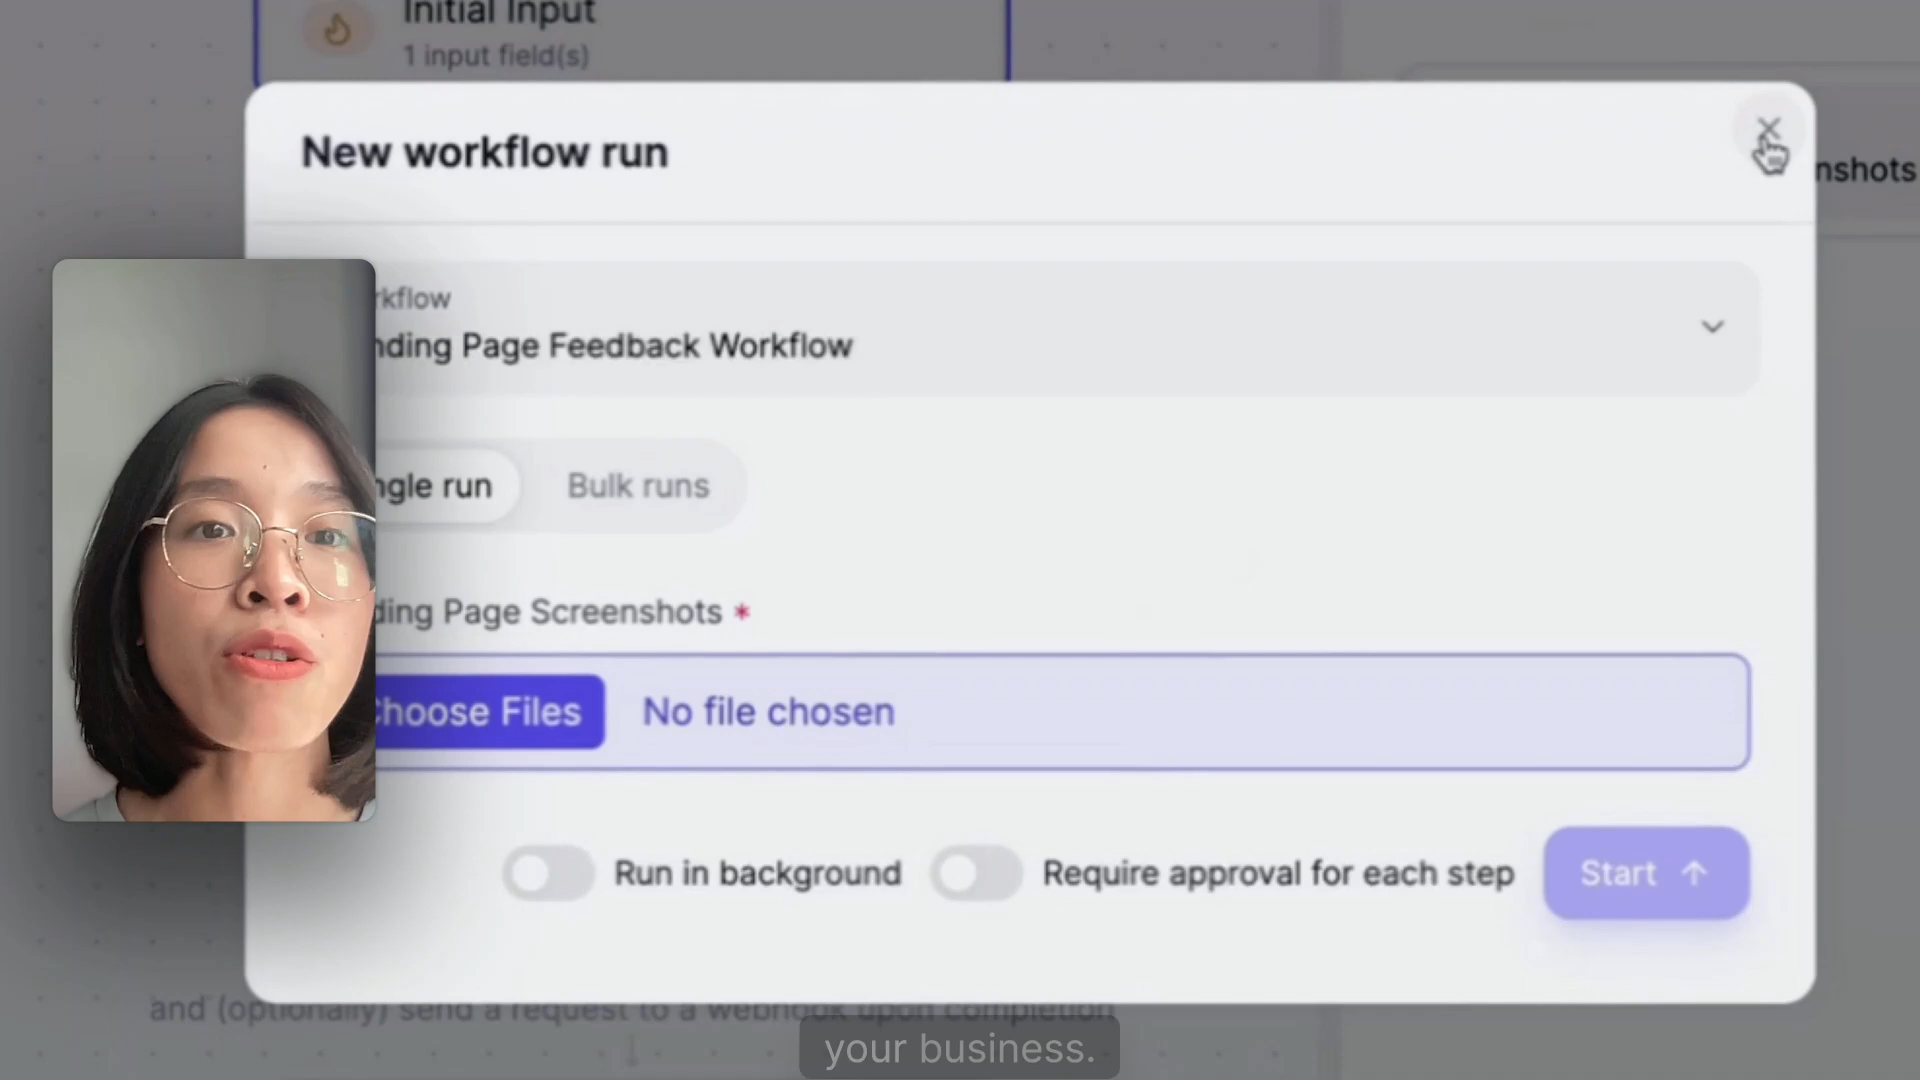 Initial Input
1 input field(s)
New workflow run
nshots
rkflow
nding Page Feedback Workflow
ngle run
Bulk runs
ding Page Screenshots *
Choose Files
No file chosen
Run in background
Require approval for each step
Start ↑
and (optionally) send a request to a webhook upon completion
your business.